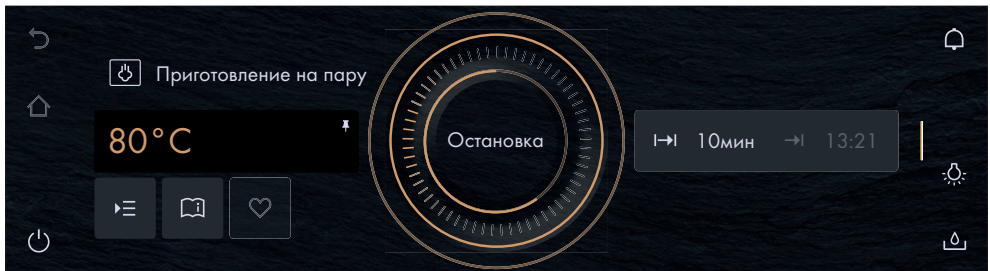 Приготовление на пару
80°C
Остановка
10мин
13:21